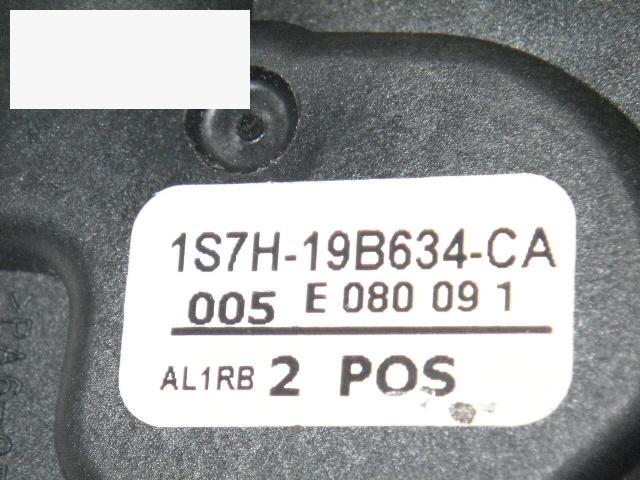 1S7H-19B634-CA
005 E 080 09 1
AL1RB 2 POS